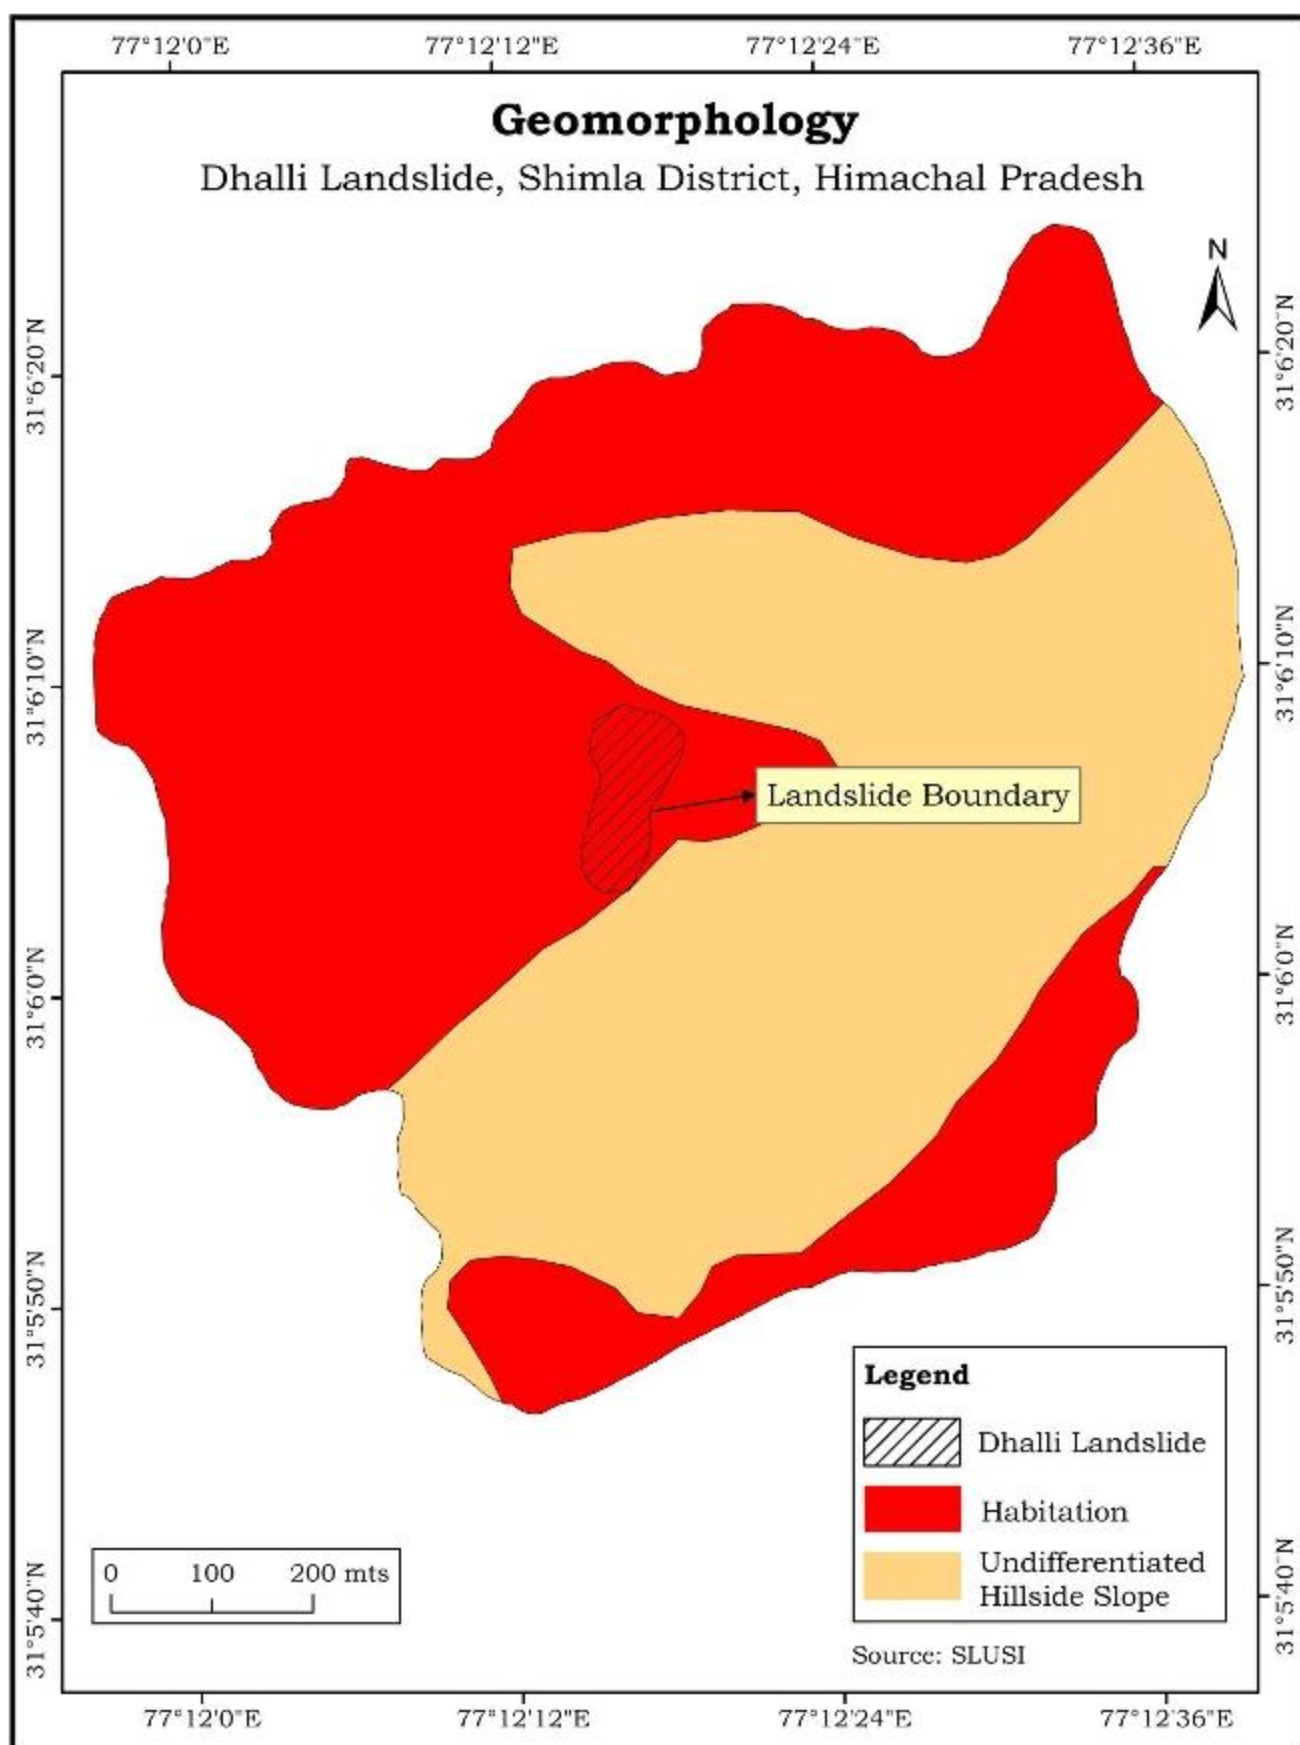 77°12'0"E 77°12'12"E 77°12'24"E 77°12'36"E
Geomorphology
Dhalli Landslide, Shimla District, Himachal Pradesh
N
31°6'20"N
31°6'20"N
31°6'10"N
31°6'10"N
Landslide Boundary
31°6'0"N
31°6'0"N
31°5'50"N
31°5'50"N
Legend
Dhalli Landslide
Habitation
Undifferentiated
Hillside Slope
0 100 200 mts
31°5'40"N
31°5'40"N
Source: SLUSI
77°12'0"E 77°12'12"E 77°12'24"E 77°12'36"E